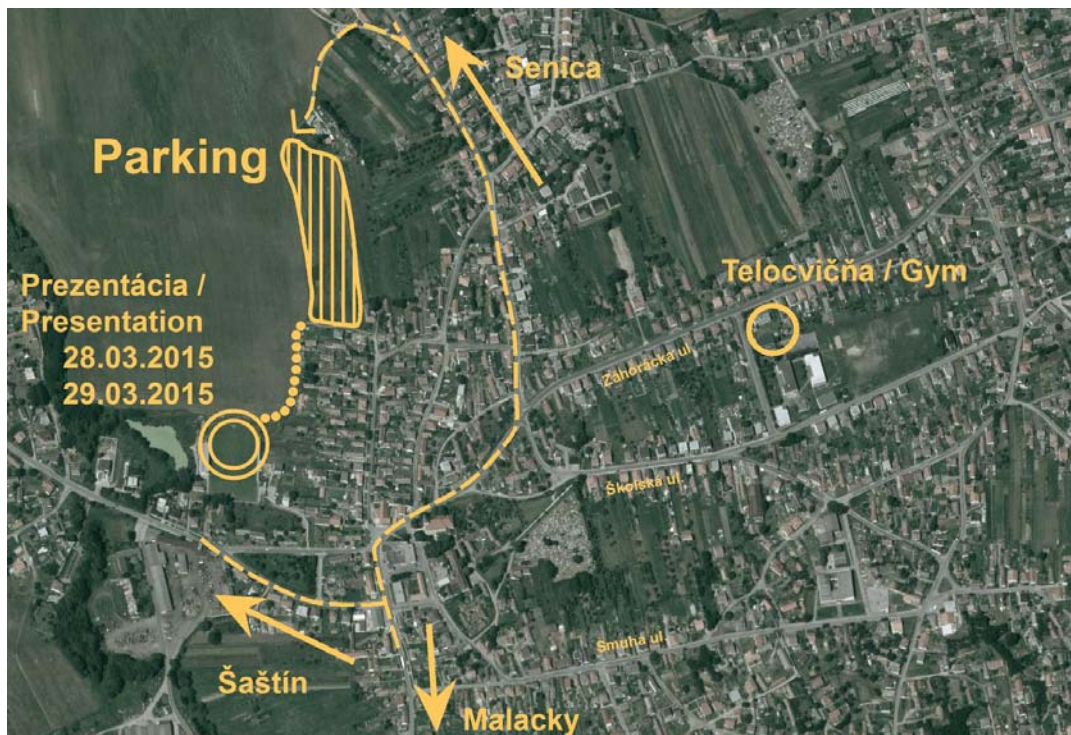 Senica
Parking
Telocvičňa / Gym
Prezentácia /
Presentation
28.03.2015
29.03.2015
Záhorácka ul.
Školská ul.
Smuha ul.
Šaštín
Malacky